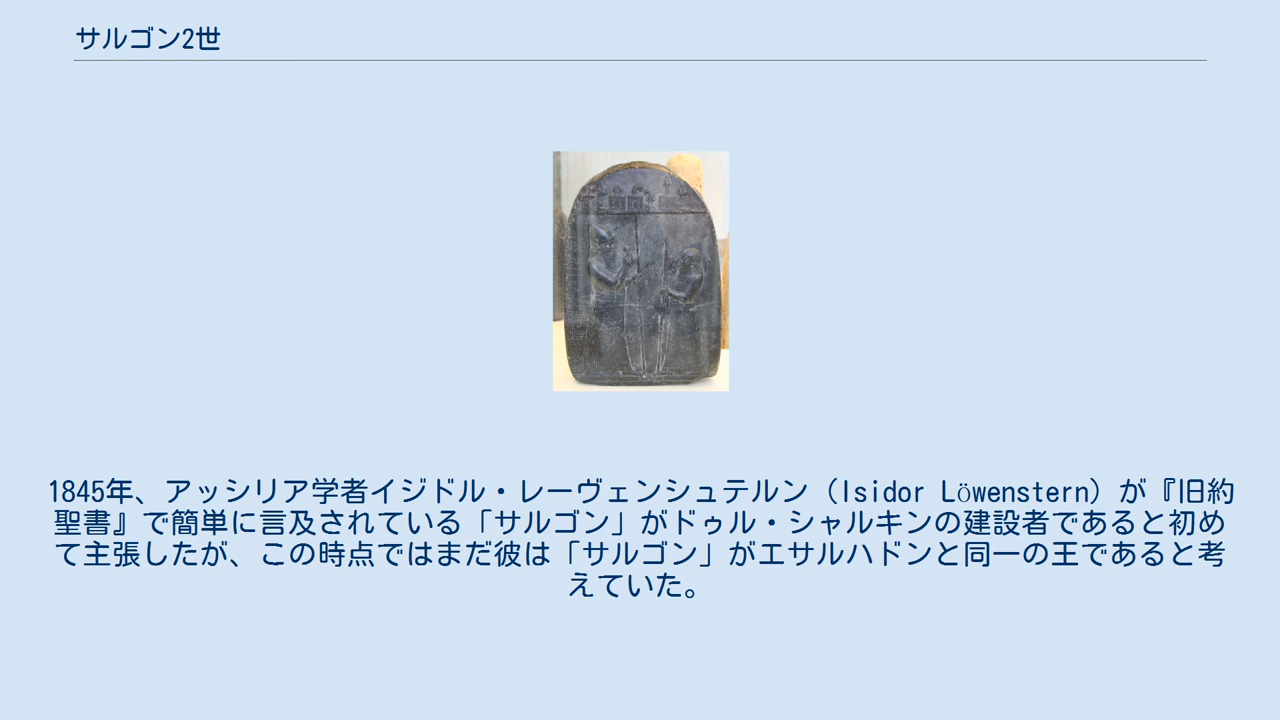 サルゴン2世
1845年、アッシリア学者イジドル・レーヴェンシュテルン（Isidor Löwenstern）が『旧約
聖書』で簡単に言及されている「サルゴン」がドゥル・シャルキンの建設者であると初め
て主張したが、この時点ではまだ彼は「サルゴン」がエサルハドンと同一の王であると考
えていた。